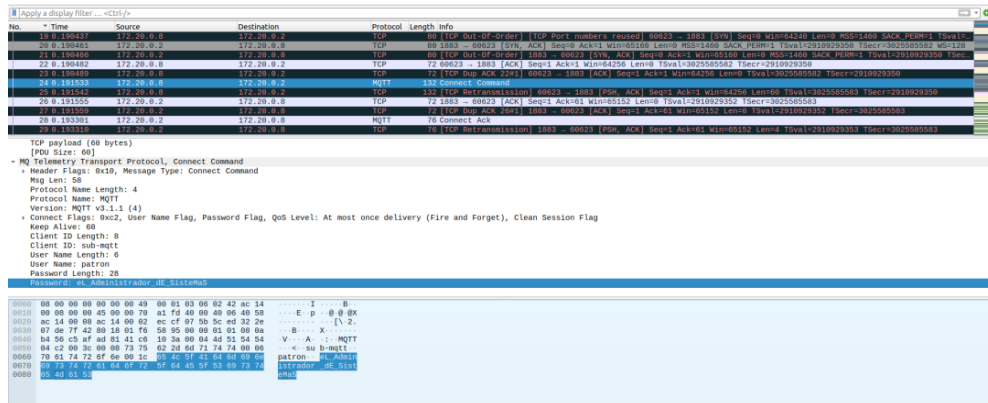 Apply a display filter ... <Ctrl-/>
No. Time Source Destination Protocol Length Info
19 0.190437 172.20.0.8 172.20.0.2 TCP 80 [TCP Out-Of-Order] [TCP Port numbers reused] 60623 → 1883 [SYN] Seq=0 Win=64240 Len=0 MSS=1460 SACK_PERM=1 TSval=…
20 0.190461 172.20.0.2 172.20.0.8 TCP 80 1883 → 60623 [SYN, ACK] Seq=0 Ack=1 Win=65160 Len=0 MSS=1460 SACK_PERM=1 TSval=2910929350 TSecr=3025585582 WS=128
21 0.190466 172.20.0.2 172.20.0.8 TCP 80 [TCP Out-Of-Order] 1883 → 60623 [SYN, ACK] Seq=0 Ack=1 Win=65160 Len=0 MSS=1460 SACK_PERM=1 TSval=2910929350 TSec…
22 0.190482 172.20.0.8 172.20.0.2 TCP 72 60623 → 1883 [ACK] Seq=1 Ack=1 Win=64256 Len=0 TSval=3025585582 TSecr=2910929350
23 0.190489 172.20.0.8 172.20.0.2 TCP 72 [TCP Dup ACK 22#1] 60623 → 1883 [ACK] Seq=1 Ack=1 Win=64256 Len=0 TSval=3025585582 TSecr=2910929350
24 0.191533 172.20.0.8 172.20.0.2 MQTT 132 Connect Command
25 0.191542 172.20.0.8 172.20.0.2 TCP 132 [TCP Retransmission] 60623 → 1883 [PSH, ACK] Seq=1 Ack=1 Win=64256 Len=60 TSval=3025585583 TSecr=2910929350
26 0.191555 172.20.0.2 172.20.0.8 TCP 72 1883 → 60623 [ACK] Seq=1 Ack=61 Win=65152 Len=0 TSval=2910929352 TSecr=3025585583
27 0.191559 172.20.0.2 172.20.0.8 TCP 72 [TCP Dup ACK 26#1] 1883 → 60623 [ACK] Seq=1 Ack=61 Win=65152 Len=0 TSval=2910929352 TSecr=3025585583
28 0.193301 172.20.0.2 172.20.0.8 MQTT 76 Connect Ack
29 0.193310 172.20.0.2 172.20.0.8 TCP 76 [TCP Retransmission] 1883 → 60623 [PSH, ACK] Seq=1 Ack=61 Win=65152 Len=4 TSval=2910929353 TSecr=3025585583
TCP payload (60 bytes)
[PDU Size: 60]
MQ Telemetry Transport Protocol, Connect Command
Header Flags: 0x10, Message Type: Connect Command
Msg Len: 58
Protocol Name Length: 4
Protocol Name: MQTT
Version: MQTT v3.1.1 (4)
Connect Flags: 0xc2, User Name Flag, Password Flag, QoS Level: At most once delivery (Fire and Forget), Clean Session Flag
Keep Alive: 60
Client ID Length: 8
Client ID: sub-mqtt
User Name Length: 6
User Name: patron
Password Length: 28
Password: eL_Administrador_dE_SisteMaS
0000 08 00 00 00 00 00 00 49 00 01 03 06 02 42 ac 14 ·······I ·····B··
0010 00 08 00 00 45 00 00 70 a1 fd 40 00 40 06 40 58 ····E··p ··@·@·@X
0020 ac 14 00 08 ac 14 00 02 ec cf 07 5b 5c ed 32 2e ········ ···[\·2.
0030 07 de 7f 42 80 18 01 f6 58 95 00 00 01 01 08 0a ···B···· X·······
0040 b4 56 c5 af ad 81 41 c6 10 3a 00 04 4d 51 54 54 ·V····A· ·:··MQTT
0050 04 c2 00 3c 00 08 73 75 62 2d 6d 71 74 74 00 06 ···<··su b-mqtt··
0060 70 61 74 72 6f 6e 00 1c 65 4c 5f 41 64 6d 69 6e patron·· eL_Admin
0070 69 73 74 72 61 64 6f 72 5f 64 45 5f 53 69 73 74 istrador _dE_Sist
0080 65 4d 61 53 eMaS